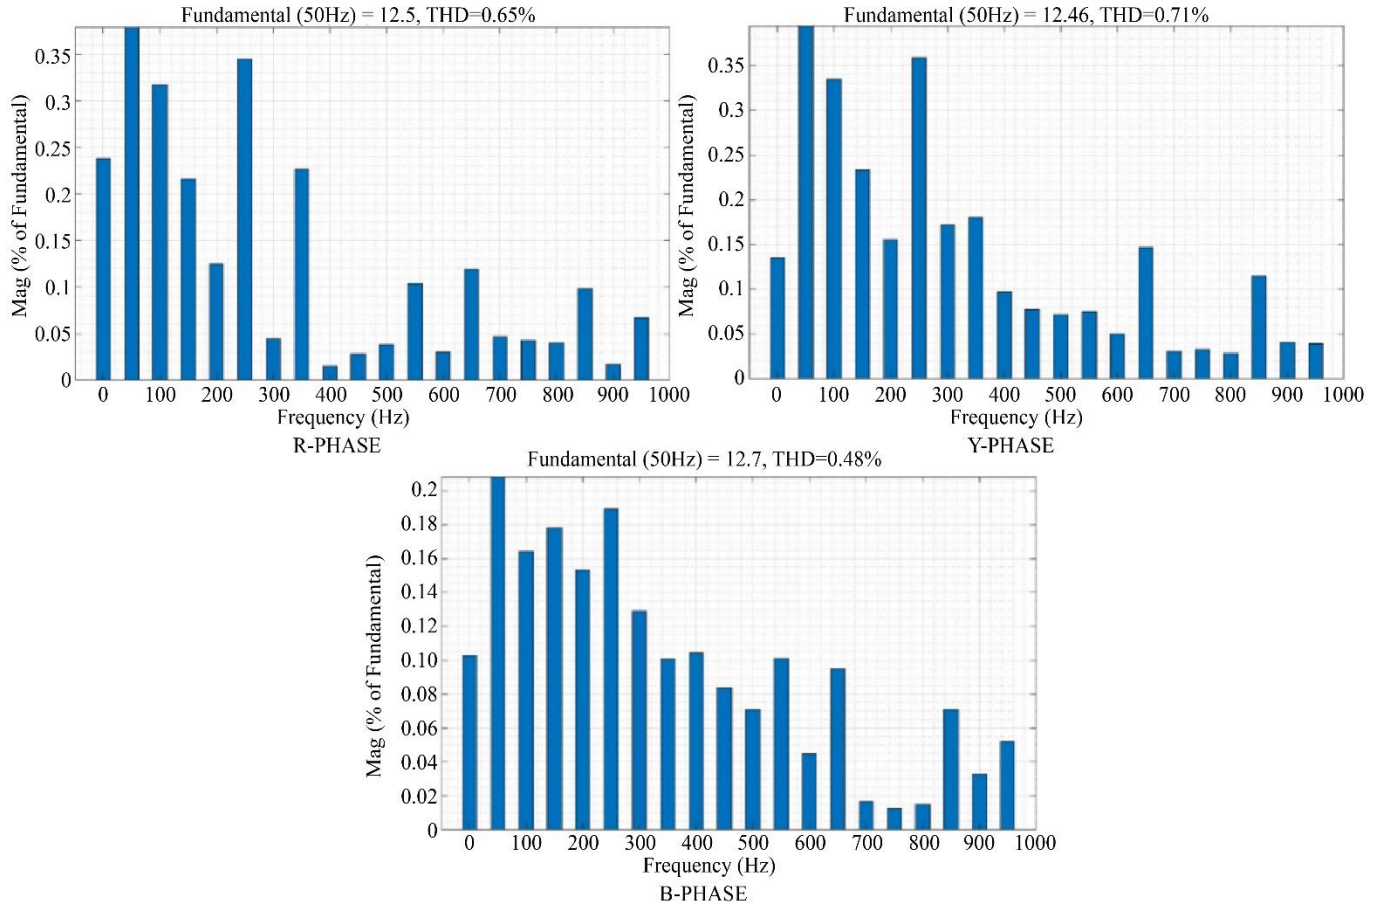 Fundamental (50Hz) = 12.5, THD=0.65%
Mag (% of Fundamental)
0.35
0.3
0.25
0.2
0.15
0.1
0.05
0
0 100 200 300 400 500 600 700 800 900 1000
Frequency (Hz)
R-PHASE
Fundamental (50Hz) = 12.46, THD=0.71%
Mag (% of Fundamental)
0.35
0.3
0.25
0.2
0.15
0.1
0.05
0
0 100 200 300 400 500 600 700 800 900 1000
Frequency (Hz)
Y-PHASE
Fundamental (50Hz) = 12.7, THD=0.48%
Mag (% of Fundamental)
0.2
0.18
0.16
0.14
0.12
0.10
0.08
0.06
0.04
0.02
0
0 100 200 300 400 500 600 700 800 900 1000
Frequency (Hz)
B-PHASE